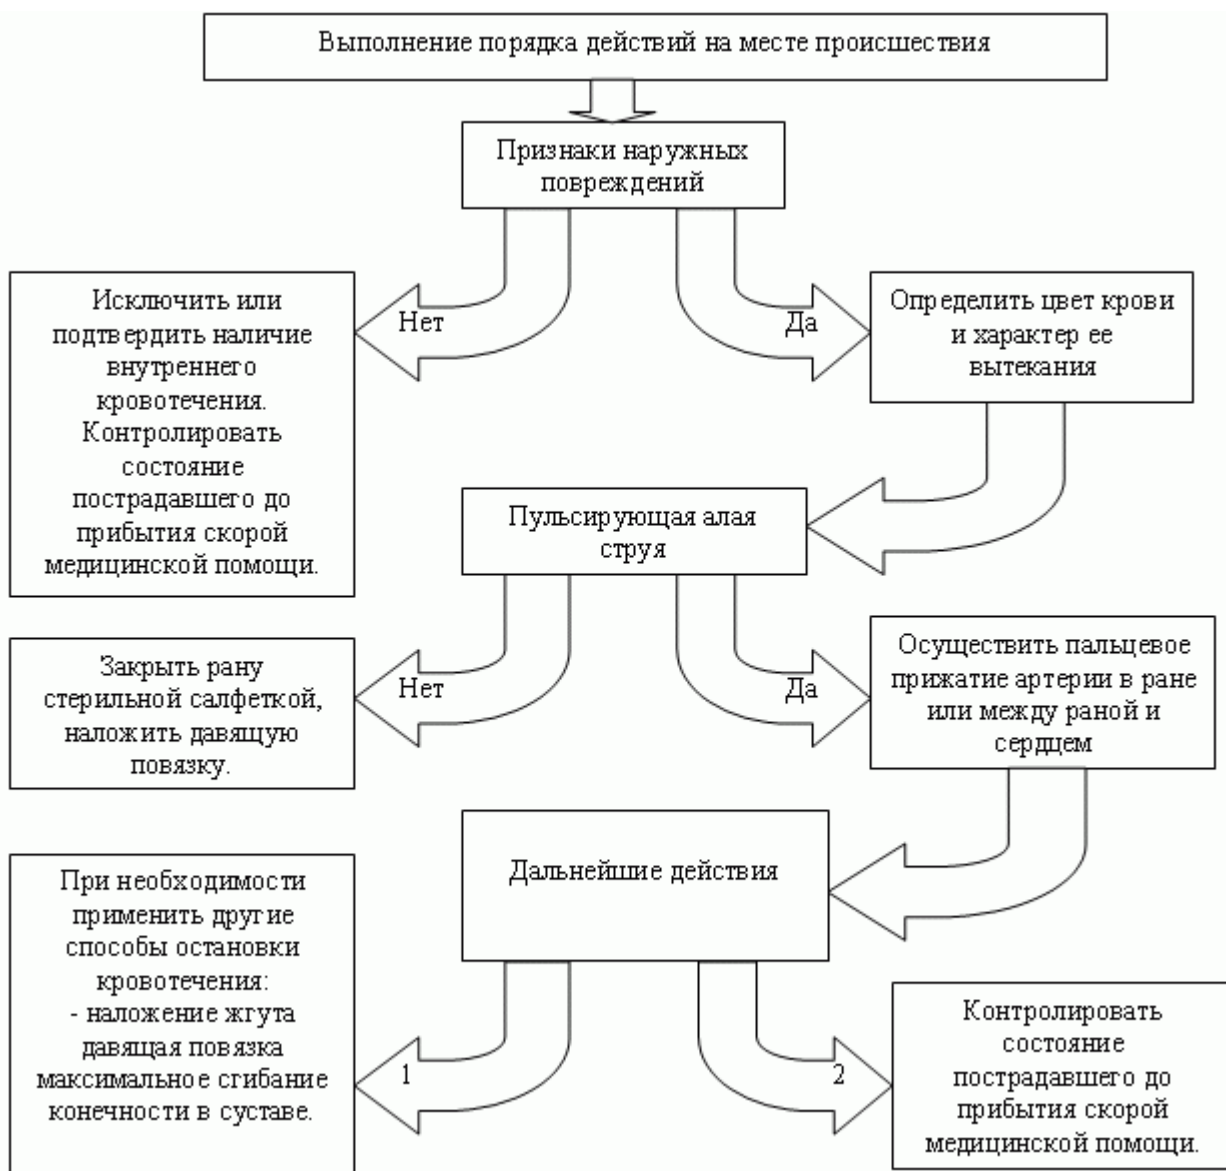 Выполнение порядка действий на месте происшествия
Признаки наружных
повреждений
Нет
Да
Исключить или
подтвердить наличие
внутреннего
кровотечения.
Контролировать
состояние
пострадавшего до
прибытия скорой
медицинской помощи.
Определить цвет крови
и характер ее
вытекания
Пульсирующая алая
струя
Нет
Да
Закрыть рану
стерильной салфеткой,
наложить давящую
повязку.
Осуществить пальцевое
прижатие артерии в ране
или между раной и
сердцем
Дальнейшие действия
1
2
При необходимости
применить другие
способы остановки
кровотечения:
- наложение жгута
давящая повязка
максимальное сгибание
конечности в суставе.
Контролировать
состояние
пострадавшего до
прибытия скорой
медицинской помощи.